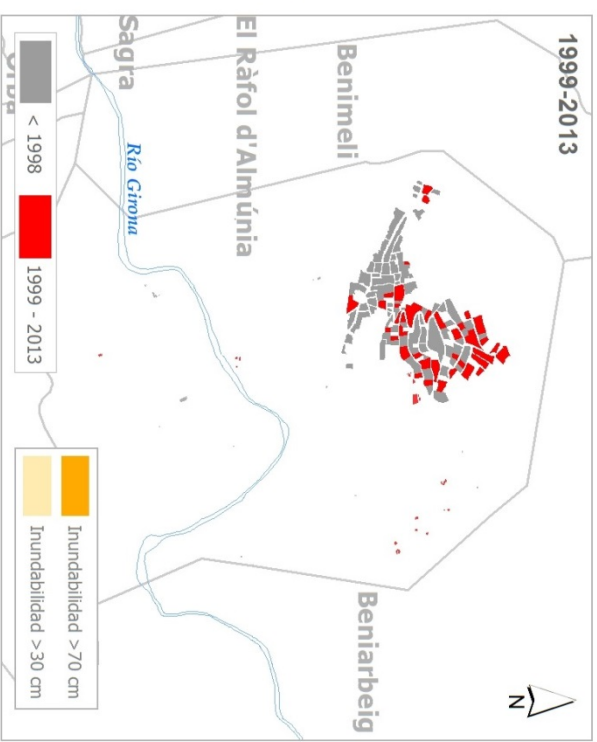 1999-2013
Benimeli
El Ràfol d'Almúnia
Sagra
Orba
Río Girona
Beniarbeig
N
< 1998
1999 - 2013
Inundabilidad >70 cm
Inundabilidad >30 cm